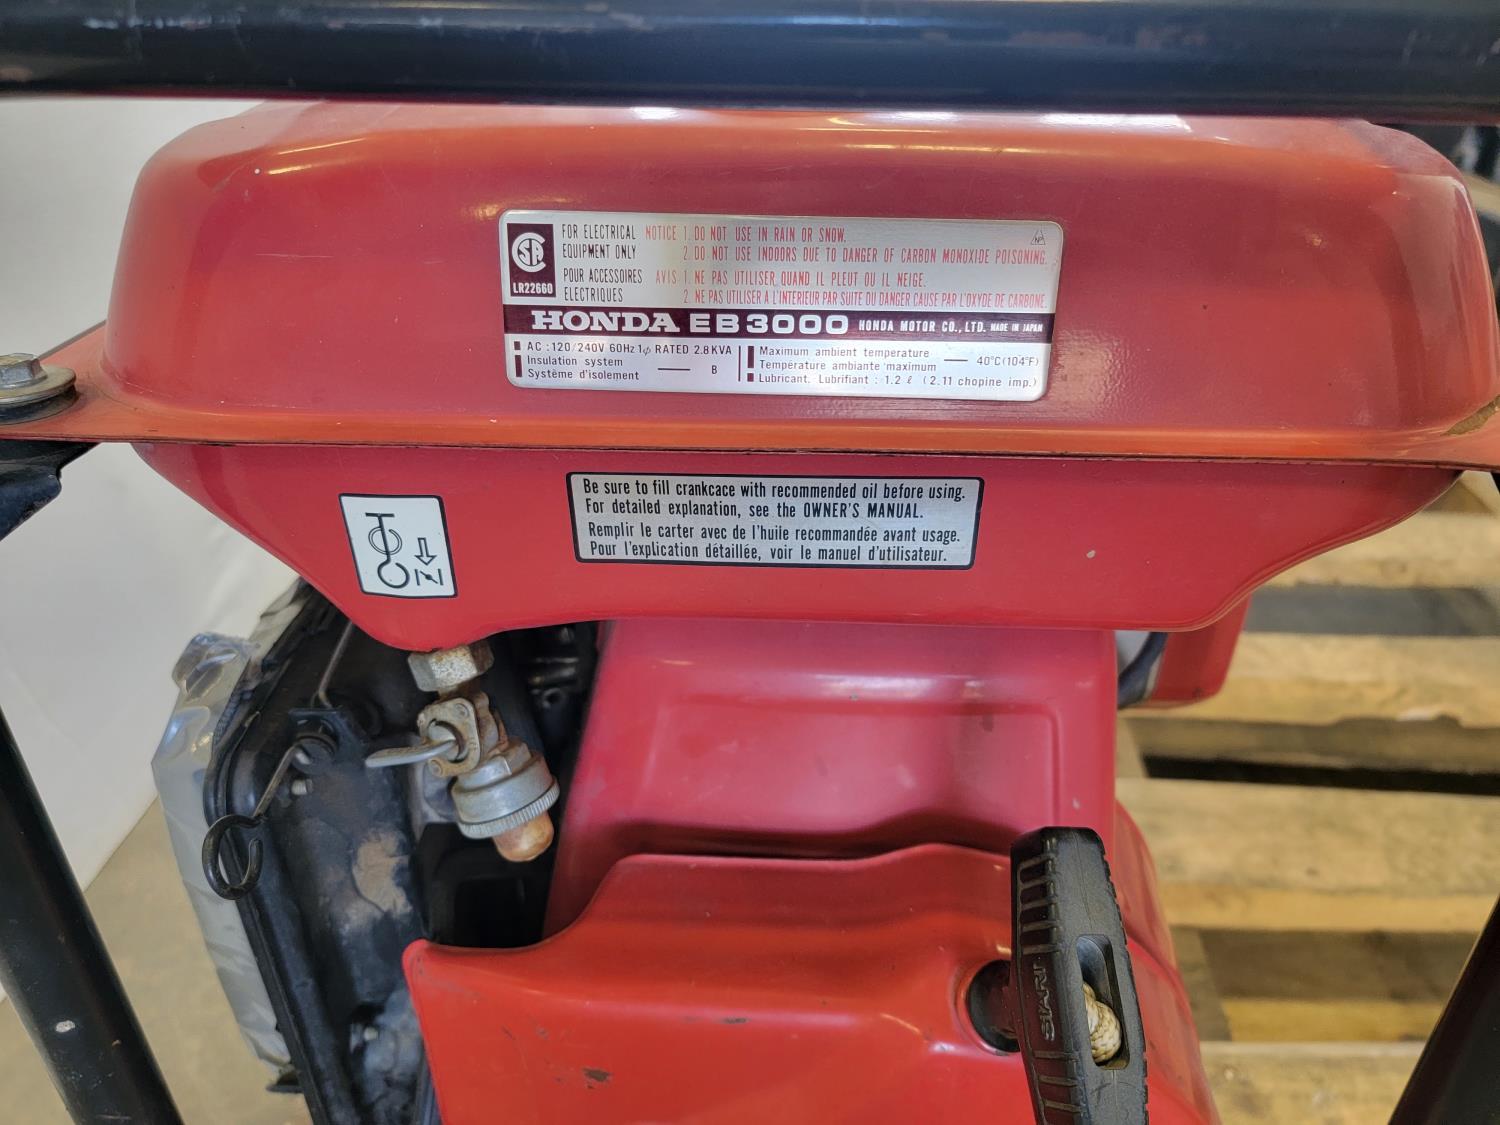 FOR ELECTRICAL EQUIPMENT ONLY
NOTICE 1. DO NOT USE IN RAIN OR SNOW.
2. DO NOT USE INDOORS DUE TO DANGER OF CARBON MONOXIDE POISONING.
POUR ACCESSOIRES ELECTRIQUES
AVIS 1. NE PAS UTILISER QUAND IL PLEUT OU IL NEIGE.
2. NE PAS UTILISER A L'INTERIEUR PAR SUITE DU DANGER CAUSE PAR L'OXYDE DE CARBONE.
LR22660
HONDA EB3000 HONDA MOTOR CO., LTD. MADE IN JAPAN
AC : 120/240V 60Hz 1φ RATED 2.8 KVA
Insulation system
Système d'isolement — B
Maximum ambient temperature
Température ambiante maximum — 40°C (104°F)
Lubricant, Lubrifiant : 1.2 ℓ (2.11 chopine imp.)
Be sure to fill crankcace with recommended oil before using.
For detailed explanation, see the OWNER'S MANUAL.
Remplir le carter avec de l'huile recommandée avant usage.
Pour l'explication détaillée, voir le manuel d'utilisateur.
START